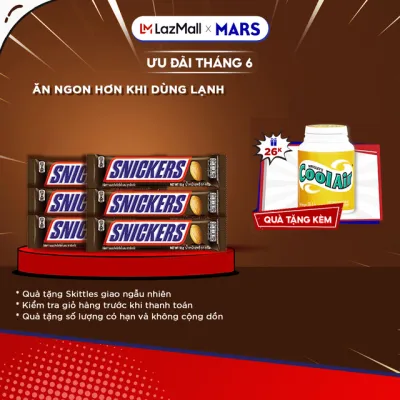 LM LazMall x MARS
ƯU ĐÃI THÁNG 6
ĂN NGON HƠN KHI DÙNG LẠNH
26K
Cool Air
QUÀ TẶNG KÈM
SNICKERS SNICKERS
SNICKERS SNICKERS
SNICKERS SNICKERS
* Quà tặng Skittles giao ngẫu nhiên
* Kiểm tra giỏ hàng trước khi thanh toán
* Quà tặng số lượng có hạn và không cộng dồn